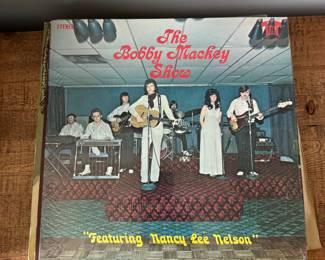 STEREO
The
Bobby Mackey
Show
"Featuring Nancy Lee Nelson"